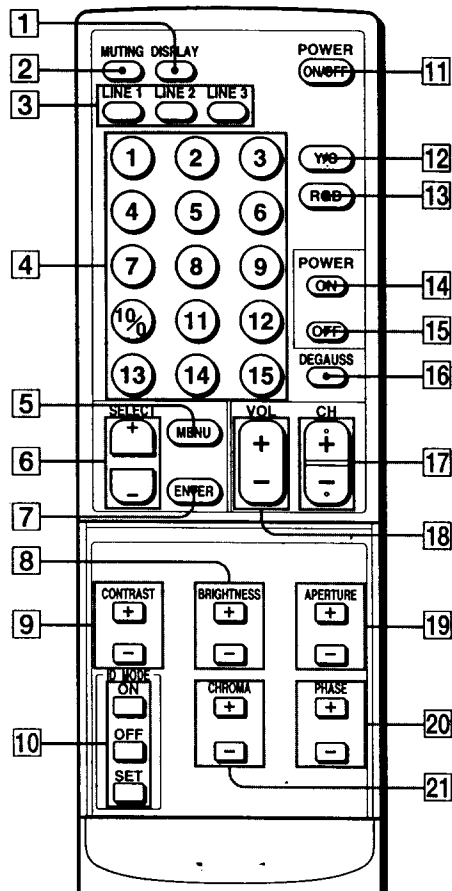 1
MUTING DISPLAY POWER
2 ON/OFF 11
3 LINE 1 LINE 2 LINE 3
1 2 3 Y/C 12
RGB 13
4 5 6
4 7 8 9 POWER
ON 14
10/0 11 12 OFF 15
DEGAUSS 16
13 14 15
5 SELECT MENU VOL CH
6 + + + 17
- ENTER - -
7 18
8
CONTRAST BRIGHTNESS APERTURE
9 + + + 19
- - -
ID MODE
ON CHROMA PHASE
+ + 20
10 OFF
- -
SET 21